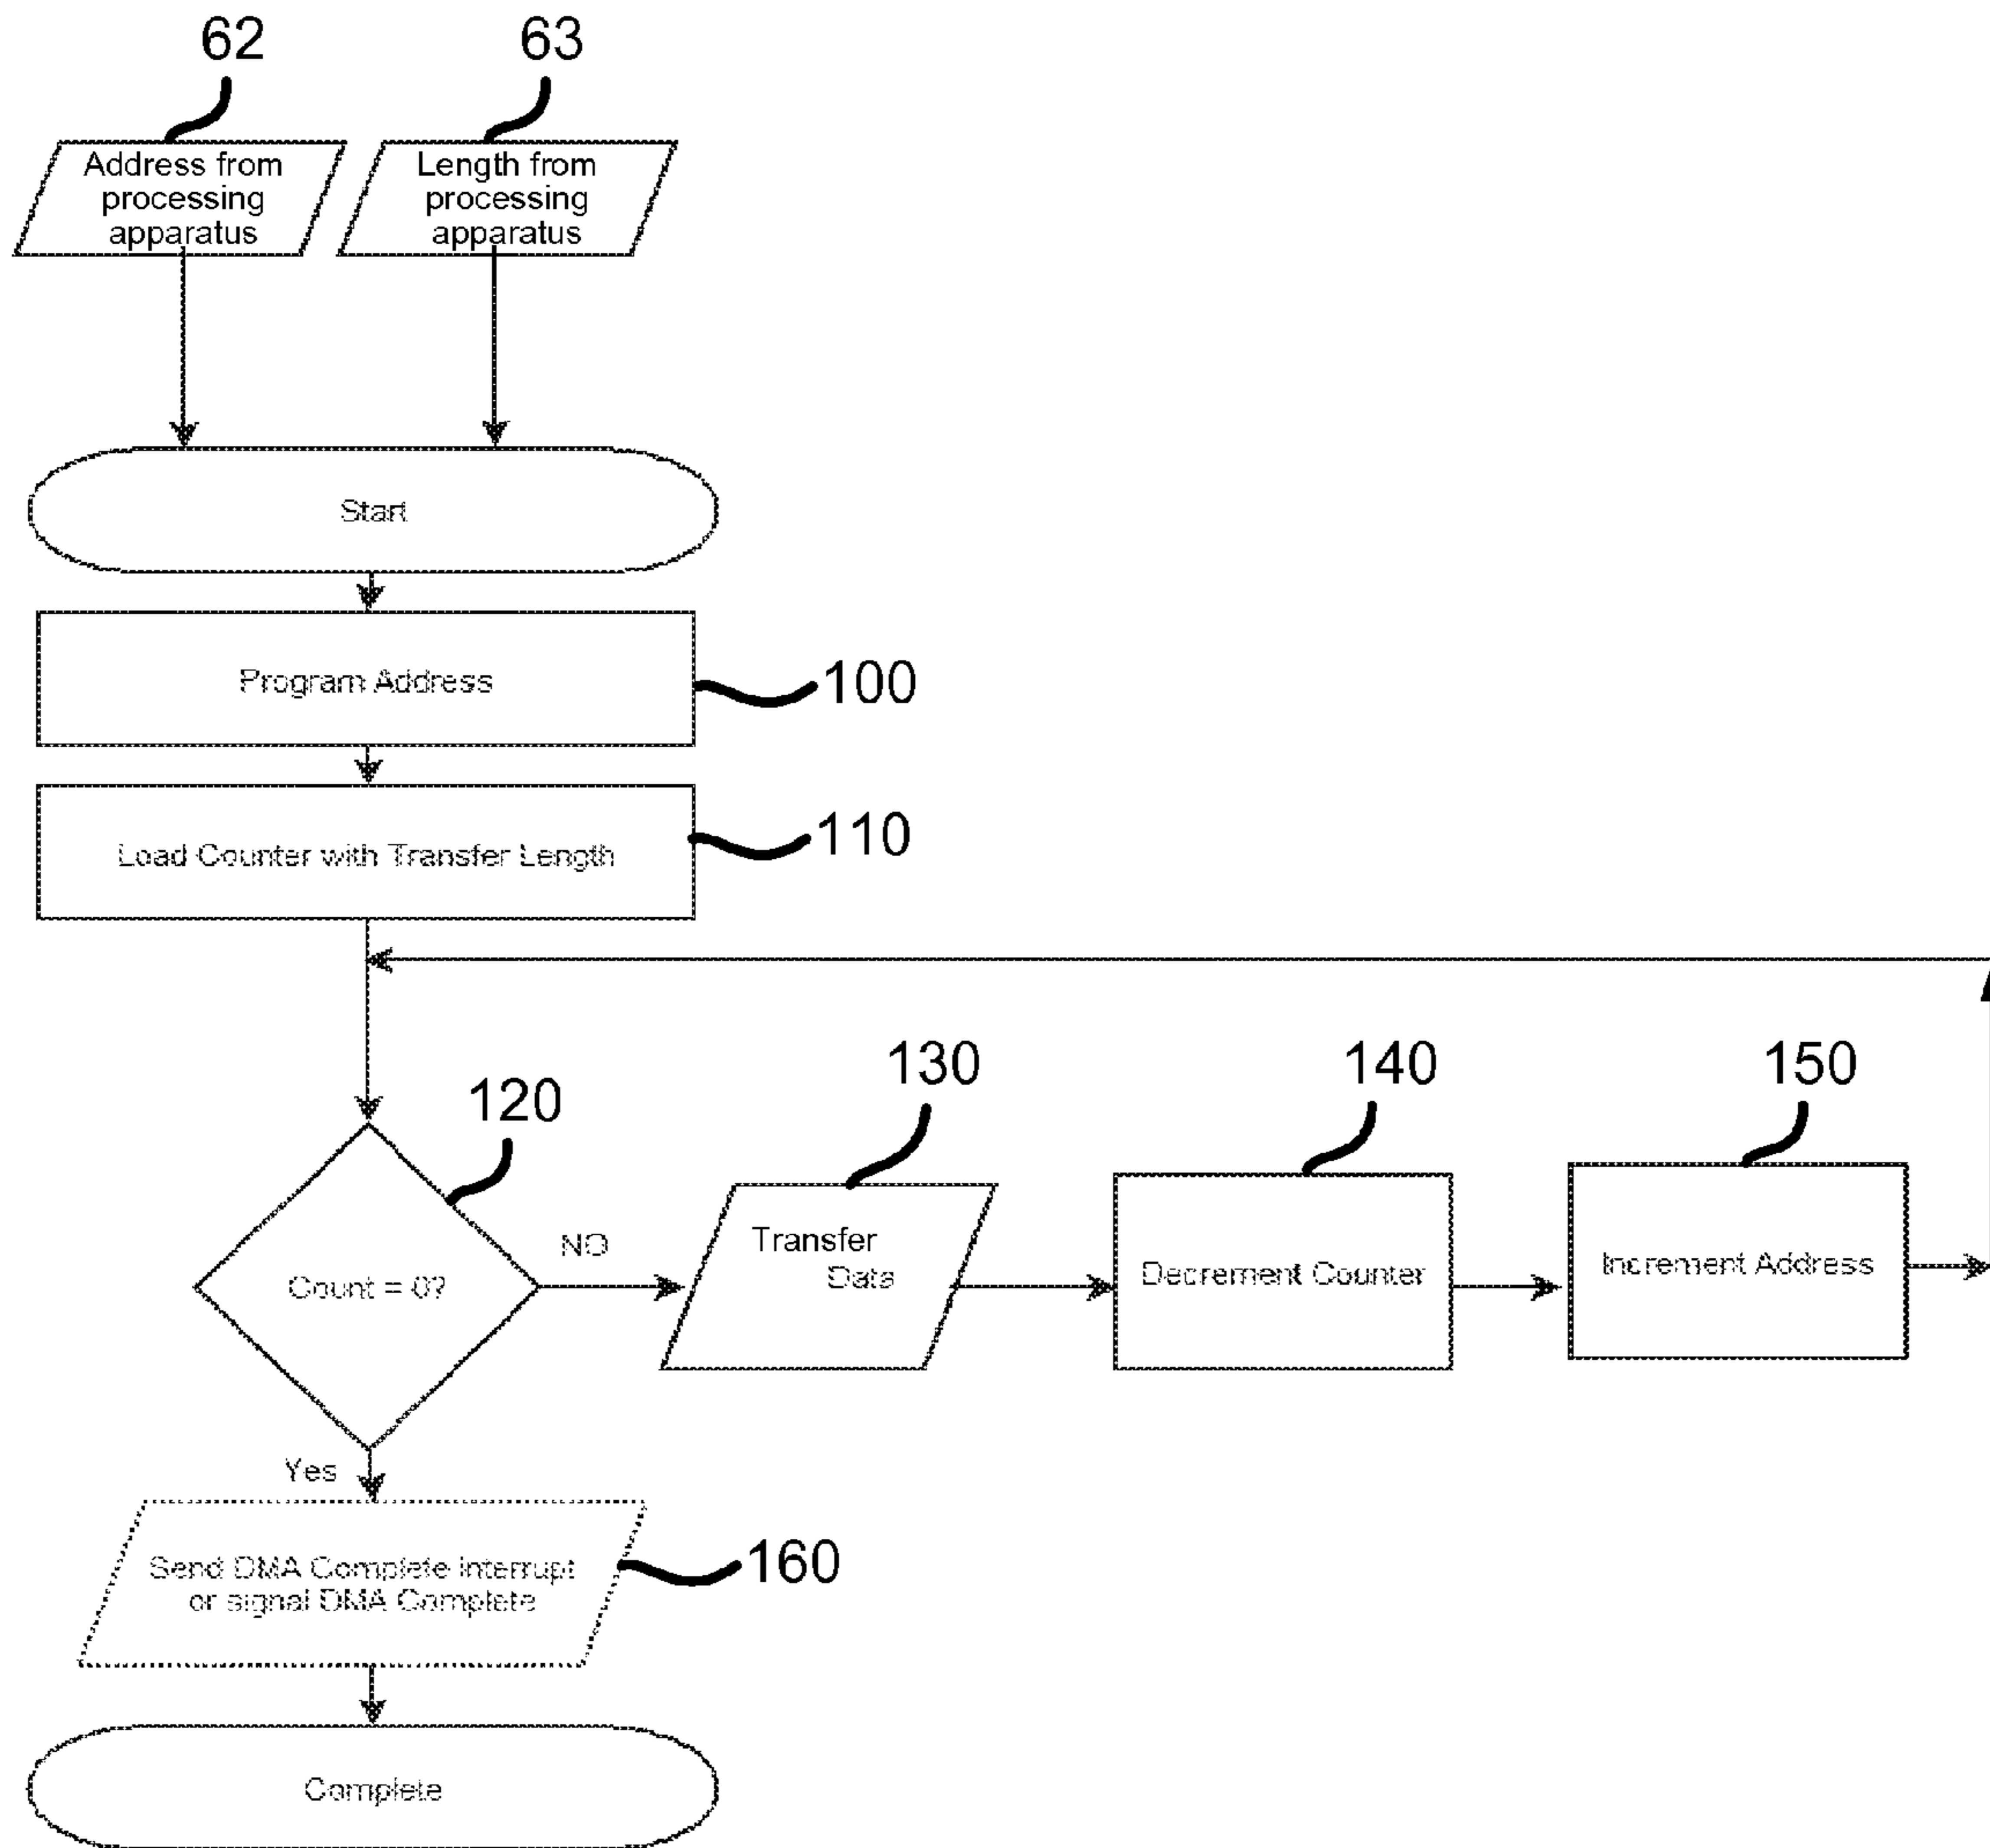 62
63
Address from
processing
apparatus
Length from
processing
apparatus
Start
Program Address
100
Load Counter with Transfer Length
110
120
130
140
150
Count = 0?
NO
Transfer
Data
Decrement Counter
Increment Address
Yes
Send DMA Complete Interrupt
or signal DMA Complete
160
Complete